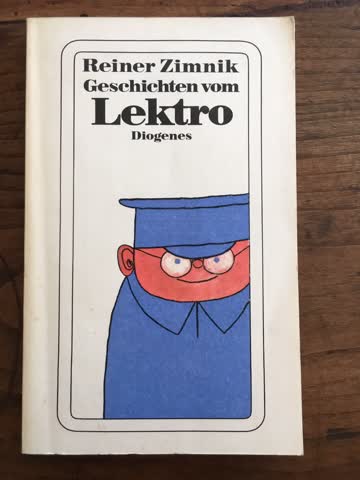 Reiner Zimnik
Geschichten vom
Lektro
Diogenes